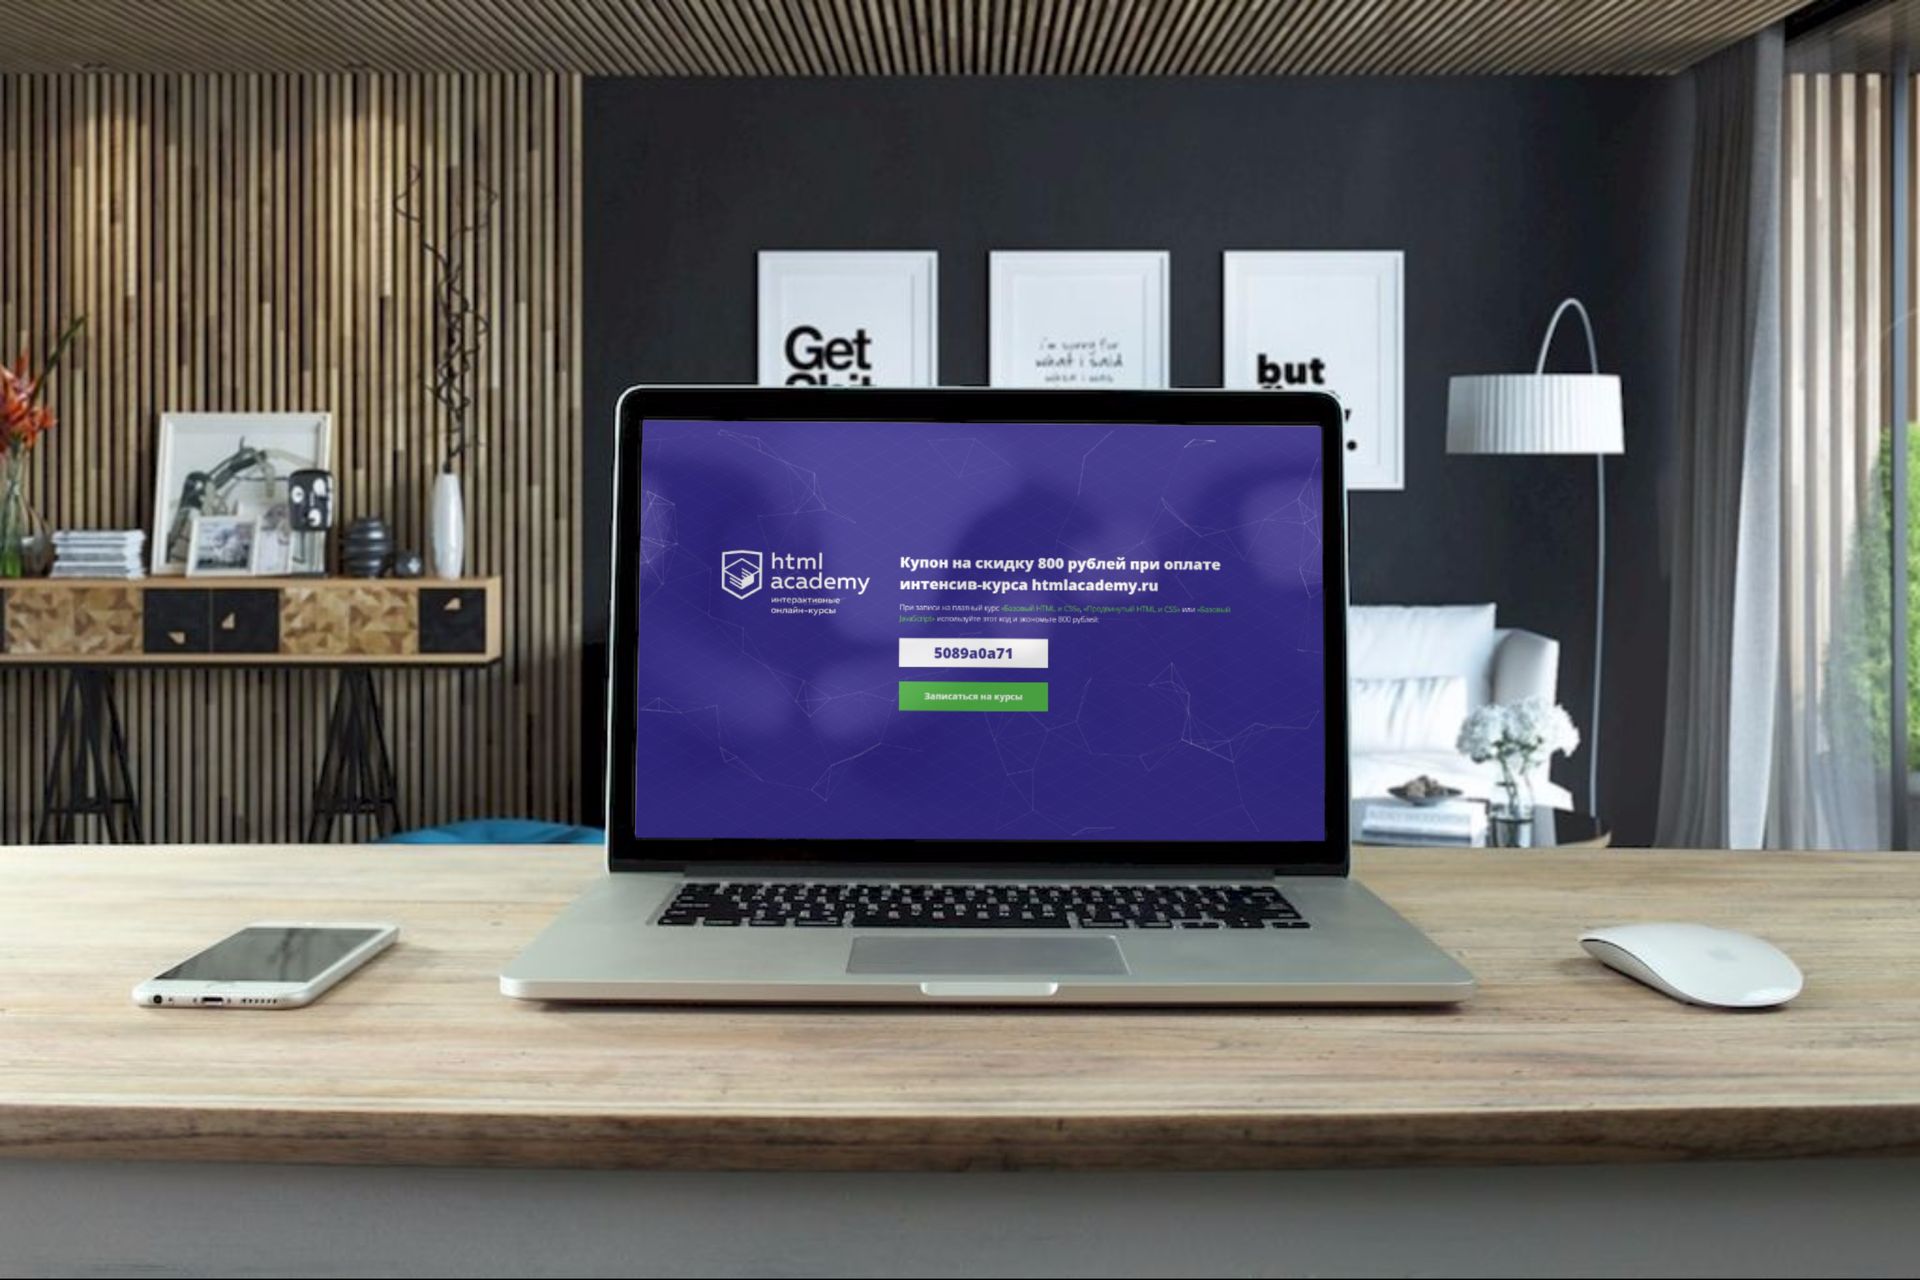 Get
i'm sorry for
what i said
when i was
but
html
academy
интерактивные
онлайн-курсы
Купон на скидку 800 рублей при оплате
интенсив-курса htmlacademy.ru
При записи на платный курс «Базовый HTML и CSS», «Продвинутый HTML и CSS» или «Базовый
JavaScript» используйте этот код и экономьте 800 рублей:
5089a0a71
Записаться на курсы